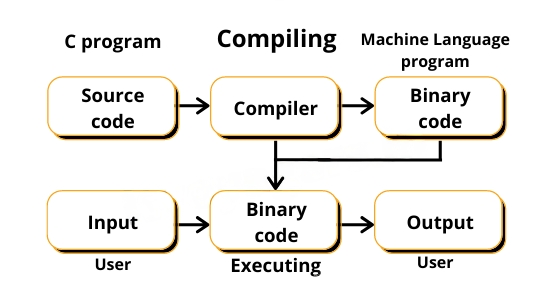 C program
Compiling
Machine Language
program
Source
code
Compiler
Binary
code
Input
Binary
code
Output
User
Executing
User